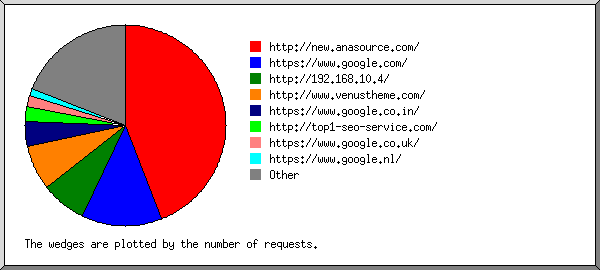 http://new.anasource.com/
https://www.google.com/
http://192.168.10.4/
http://www.venustheme.com/
https://www.google.co.in/
http://top1-seo-service.com/
https://www.google.co.uk/
https://www.google.nl/
Other
The wedges are plotted by the number of requests.